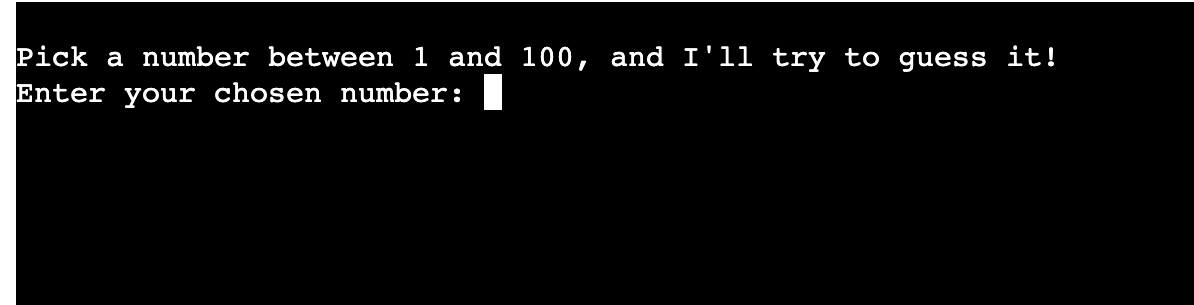 Pick a number between 1 and 100, and I'll try to guess it!
Enter your chosen number: